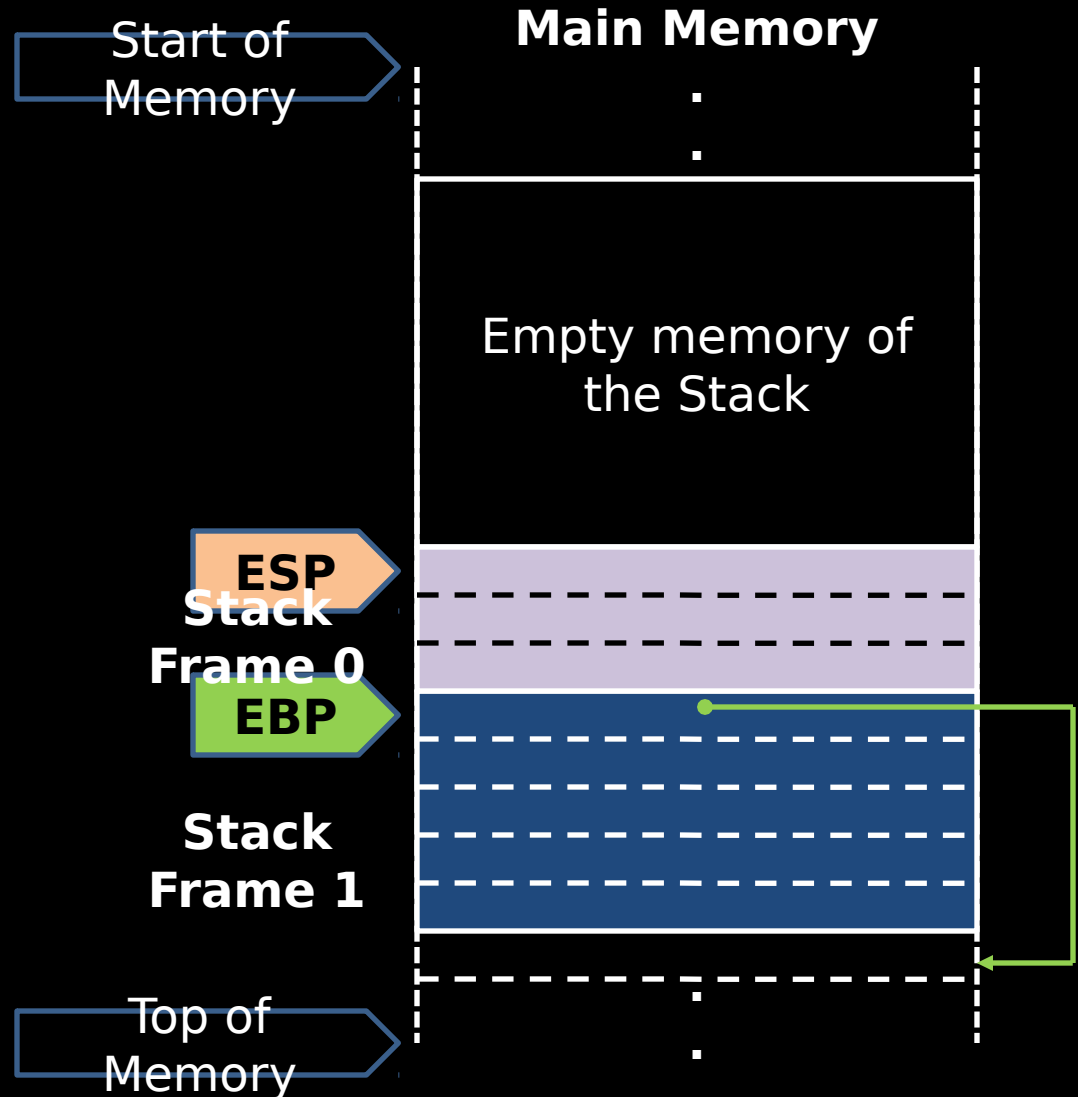 Main Memory
Start of
Memory
.
.
Empty memory of
the Stack
ESP
Stack
Frame 0
EBP
Stack
Frame 1
.
.
Top of
Memory